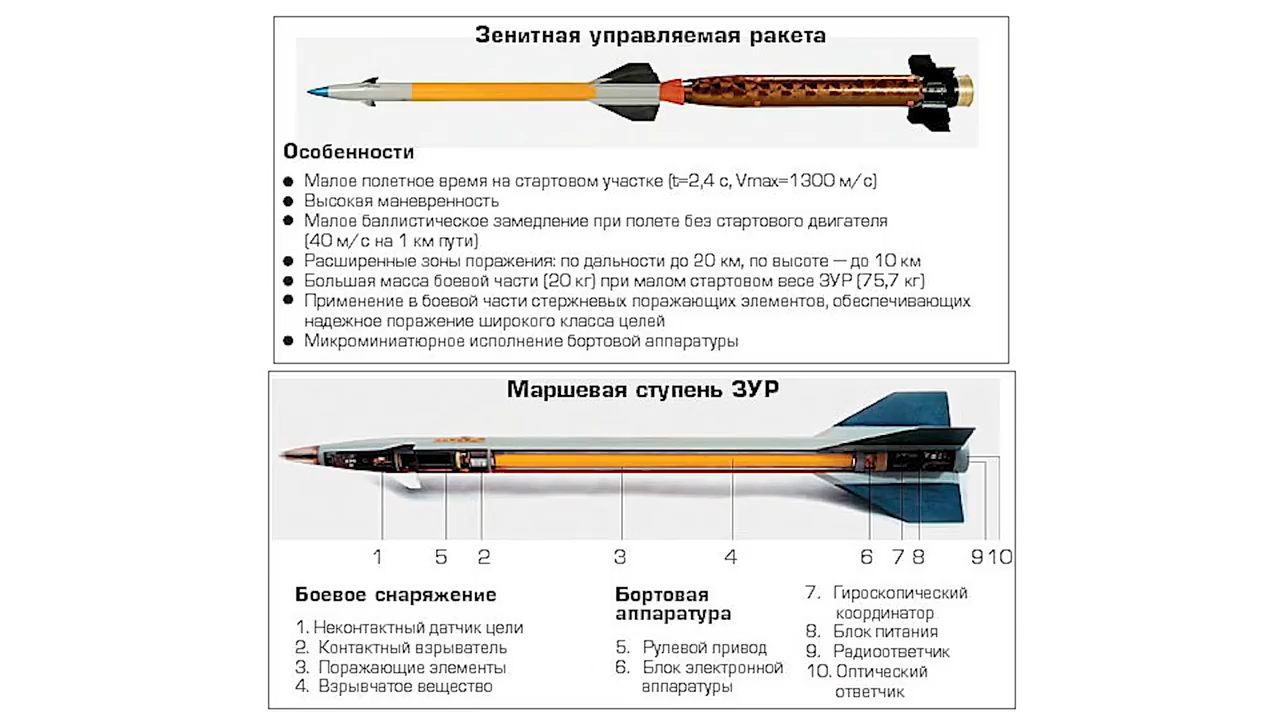 Зенитная управляемая ракета
Особенности
● Малое полетное время на стартовом участке (t=2,4 с, Vmax=1300 м/с)
● Высокая маневренность
● Малое баллистическое замедление при полете без стартового двигателя
(40 м/с на 1 км пути)
● Расширенные зоны поражения: по дальности до 20 км, по высоте — до 10 км
● Большая масса боевой части (20 кг) при малом стартовом весе ЗУР (75,7 кг)
● Применение в боевой части стержневых поражающих элементов, обеспечивающих
надежное поражение широкого класса целей
● Микроминиатюрное исполнение бортовой аппаратуры
Маршевая ступень ЗУР
1 5 2 3 4 6 7 8 9 10
Боевое снаряжение
1. Неконтактный датчик цели
2. Контактный взрыватель
3. Поражающие элементы
4. Взрывчатое вещество
Бортовая
аппаратура
5. Рулевой привод
6. Блок электронной
аппаратуры
7. Гироскопический
координатор
8. Блок питания
9. Радиоответчик
10. Оптический
ответчик